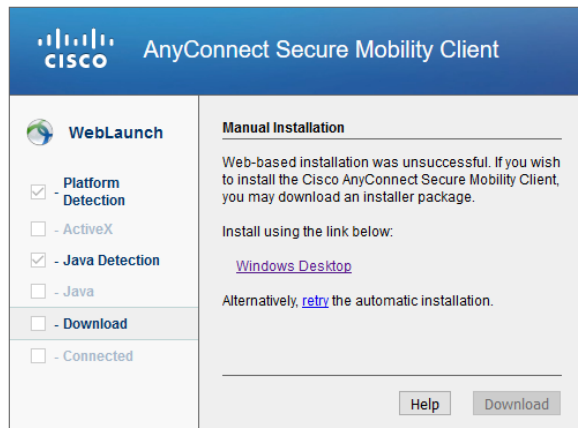 CISCO
AnyConnect Secure Mobility Client
WebLaunch
- Platform
Detection
- ActiveX
- Java Detection
- Java
- Download
- Connected
Manual Installation
Web-based installation was unsuccessful. If you wish
to install the Cisco AnyConnect Secure Mobility Client,
you may download an installer package.
Install using the link below:
Windows Desktop
Alternatively, retry the automatic installation.
Help
Download